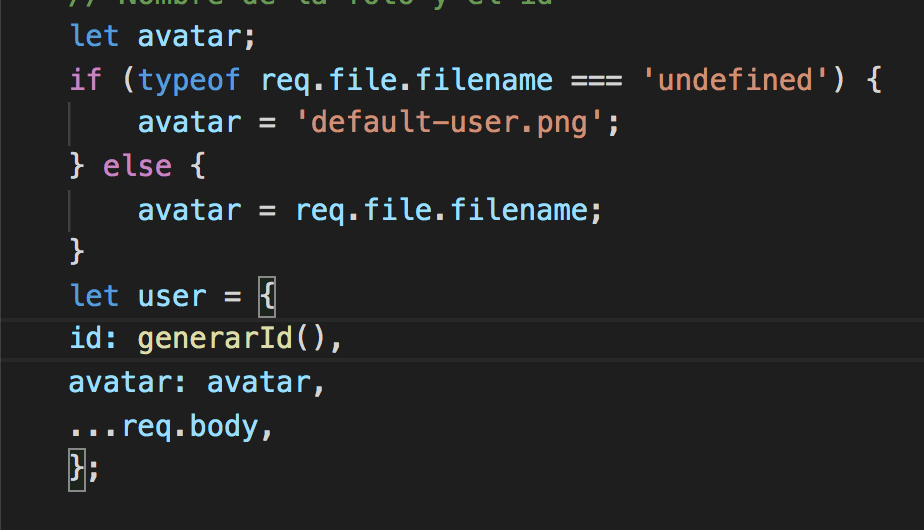 // Nombre de la foto y el id
let avatar;
if (typeof req.file.filename === 'undefined') {
avatar = 'default-user.png';
} else {
avatar = req.file.filename;
}
let user = {
id: generarId(),
avatar: avatar,
...req.body,
};